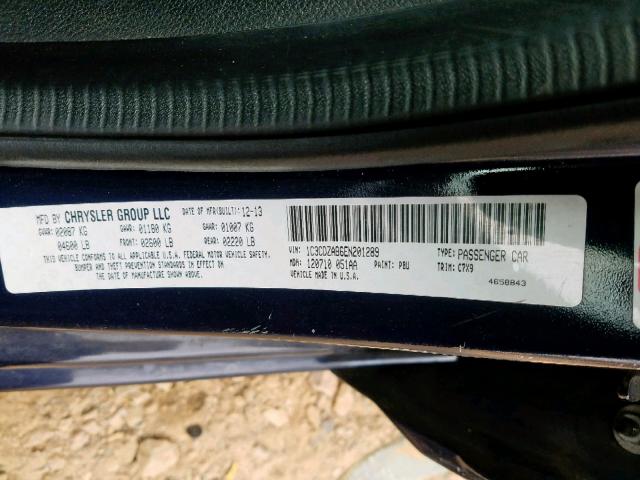 MFD BY CHRYSLER GROUP LLC DATE OF MFR(BUILT): 12-13
GVWR: 02087 KG GAWR: 01180 KG GAWR: 01007 KG
04600 LB FRONT: 02600 LB REAR: 02220 LB
THIS VEHICLE CONFORMS TO ALL APPLICABLE U.S.A. FEDERAL MOTOR VEHICLE SAFETY,
BUMPER AND THEFT PREVENTION STANDARDS IN EFFECT ON
THE DATE OF MANUFACTURE SHOWN ABOVE.
VIN: 1C3CDZAB6EN201289 TYPE: PASSENGER CAR
MDH: 120710 051AA PAINT: PBU TRIM: C7X9
VEHICLE MADE IN U.S.A.
4658843